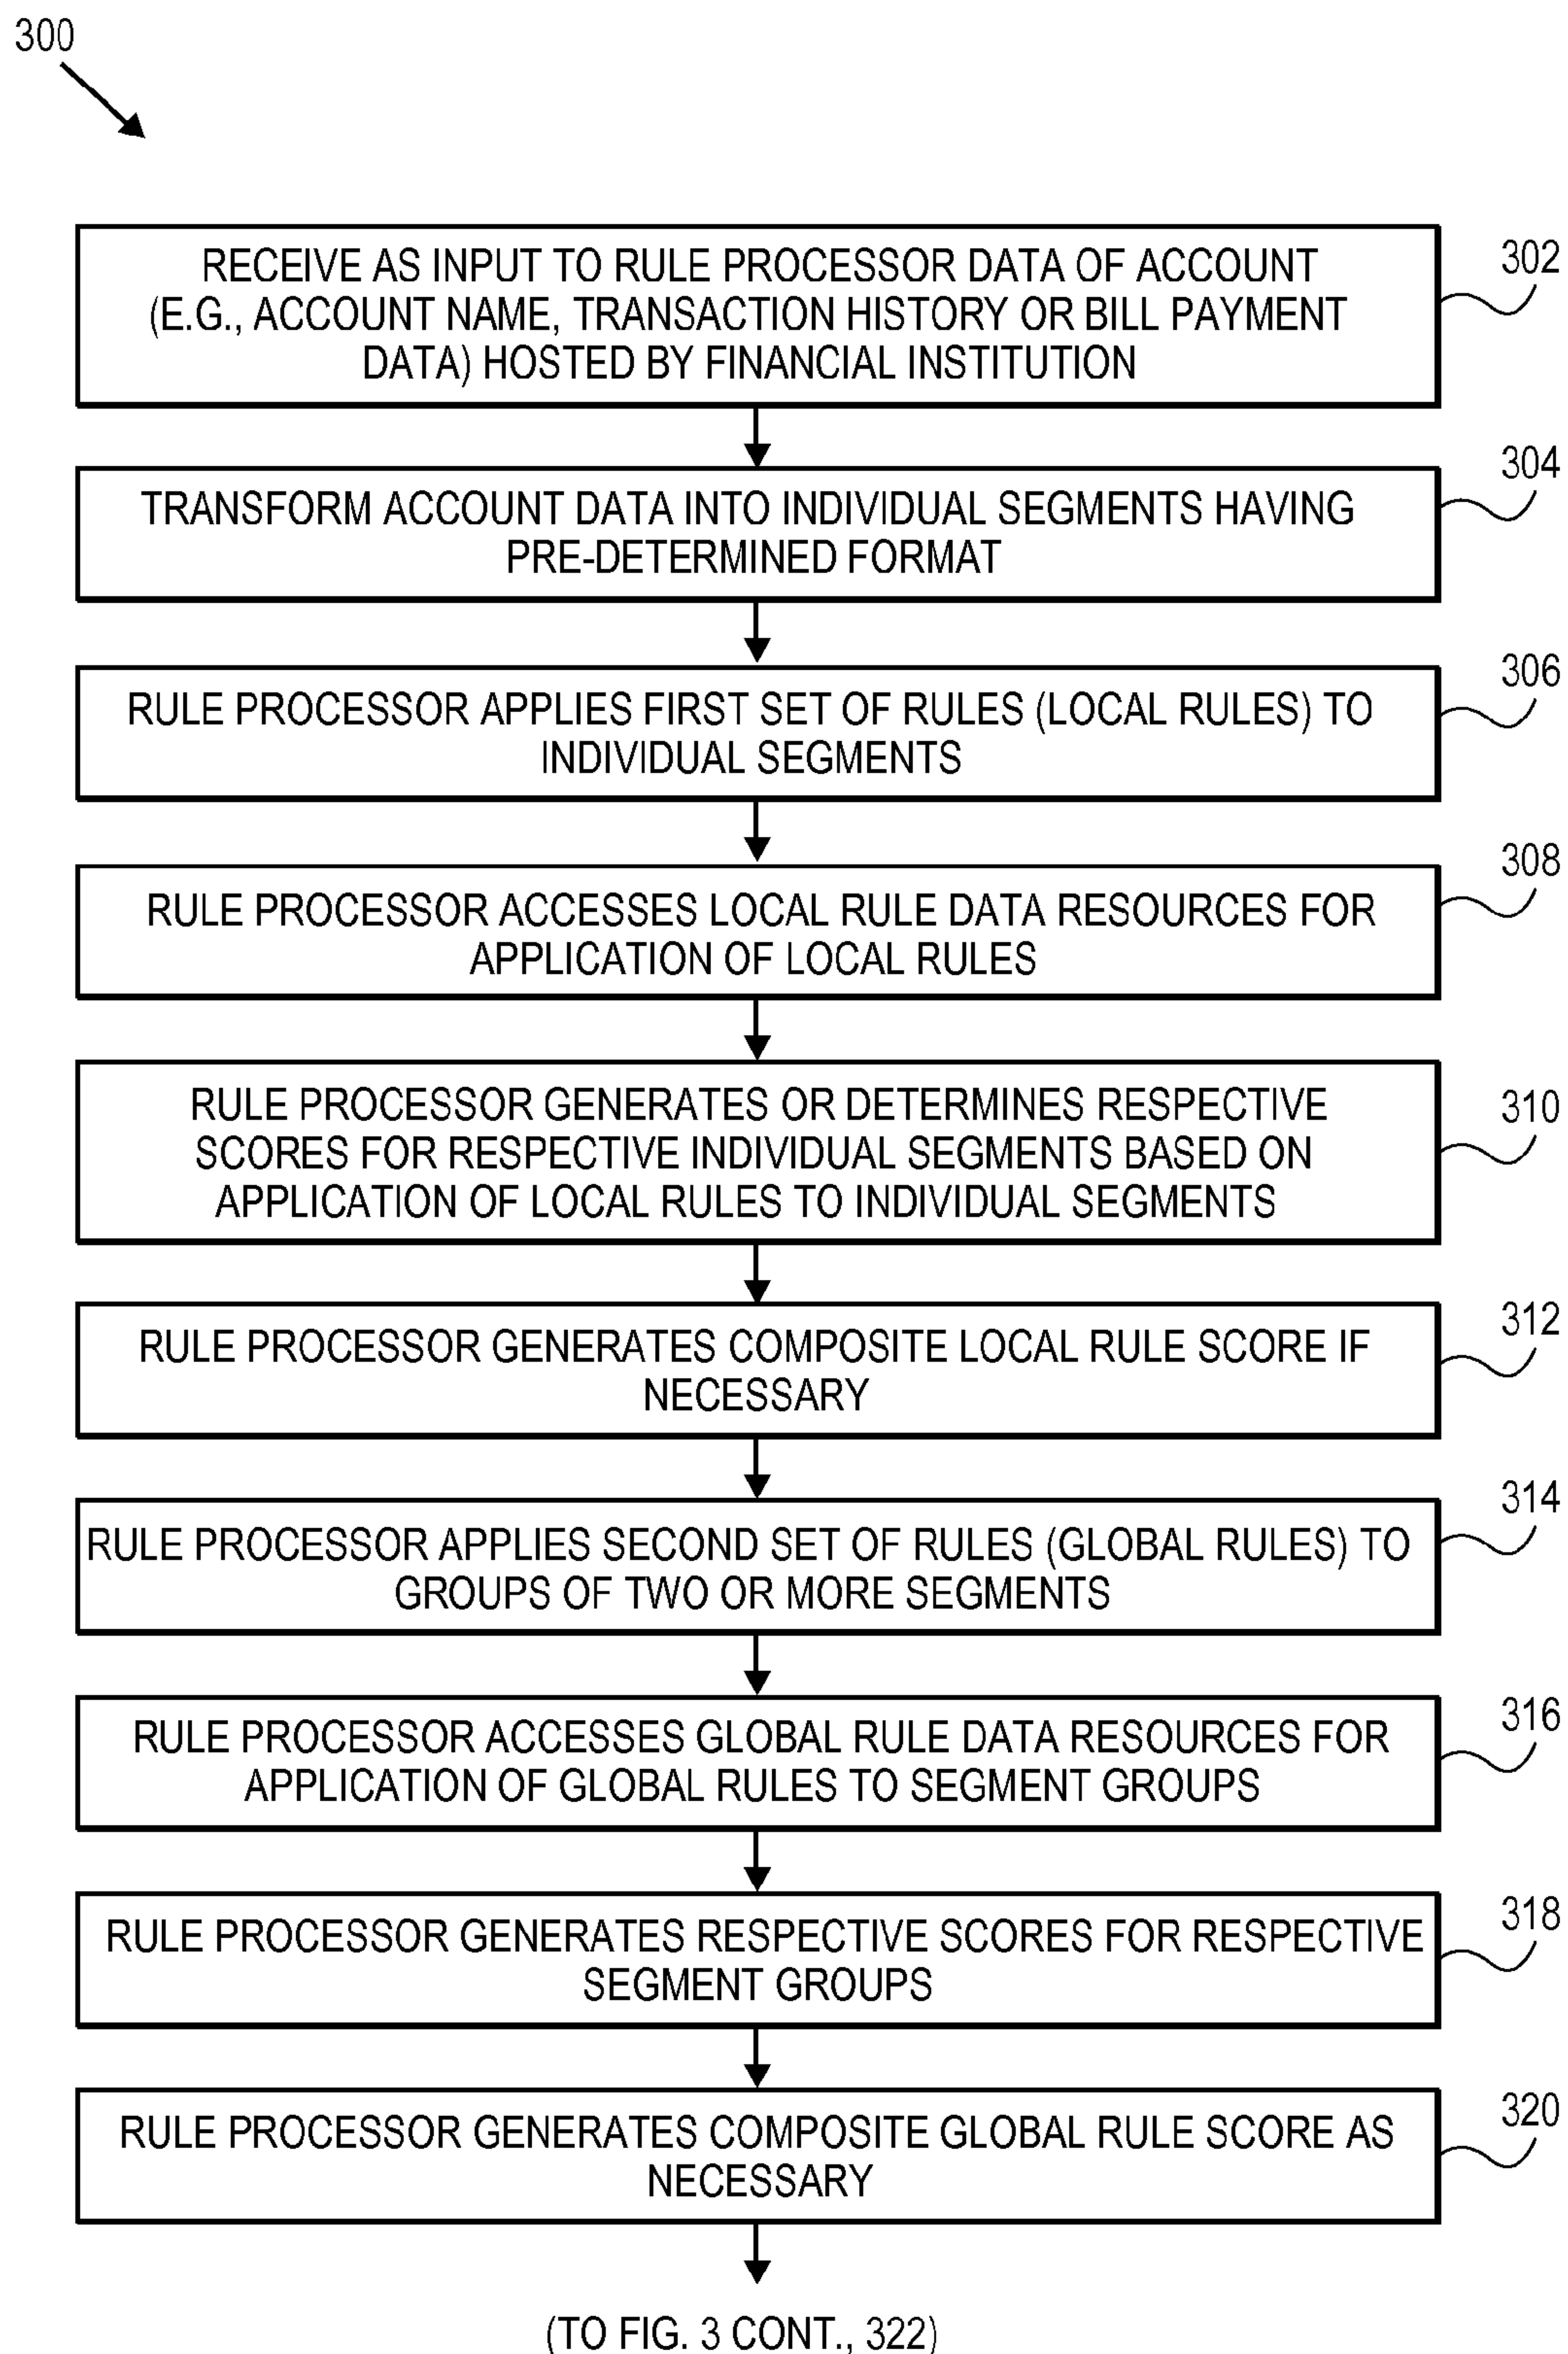 300
RECEIVE AS INPUT TO RULE PROCESSOR DATA OF ACCOUNT
(E.G., ACCOUNT NAME, TRANSACTION HISTORY OR BILL PAYMENT
DATA) HOSTED BY FINANCIAL INSTITUTION
302
TRANSFORM ACCOUNT DATA INTO INDIVIDUAL SEGMENTS HAVING
PRE-DETERMINED FORMAT
304
RULE PROCESSOR APPLIES FIRST SET OF RULES (LOCAL RULES) TO
INDIVIDUAL SEGMENTS
306
RULE PROCESSOR ACCESSES LOCAL RULE DATA RESOURCES FOR
APPLICATION OF LOCAL RULES
308
RULE PROCESSOR GENERATES OR DETERMINES RESPECTIVE
SCORES FOR RESPECTIVE INDIVIDUAL SEGMENTS BASED ON
APPLICATION OF LOCAL RULES TO INDIVIDUAL SEGMENTS
310
RULE PROCESSOR GENERATES COMPOSITE LOCAL RULE SCORE IF
NECESSARY
312
RULE PROCESSOR APPLIES SECOND SET OF RULES (GLOBAL RULES) TO
GROUPS OF TWO OR MORE SEGMENTS
314
RULE PROCESSOR ACCESSES GLOBAL RULE DATA RESOURCES FOR
APPLICATION OF GLOBAL RULES TO SEGMENT GROUPS
316
RULE PROCESSOR GENERATES RESPECTIVE SCORES FOR RESPECTIVE
SEGMENT GROUPS
318
RULE PROCESSOR GENERATES COMPOSITE GLOBAL RULE SCORE AS
NECESSARY
320
(TO FIG. 3 CONT., 322)